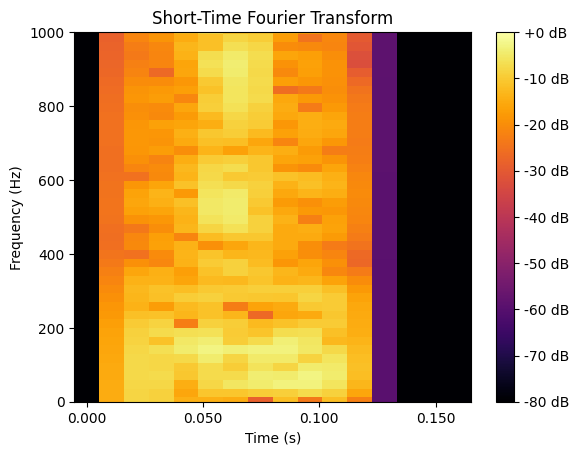 Short-Time Fourier Transform
1000
800
600
400
200
0
Frequency (Hz)
0.000
0.050
0.100
0.150
Time (s)
+0 dB
-10 dB
-20 dB
-30 dB
-40 dB
-50 dB
-60 dB
-70 dB
-80 dB